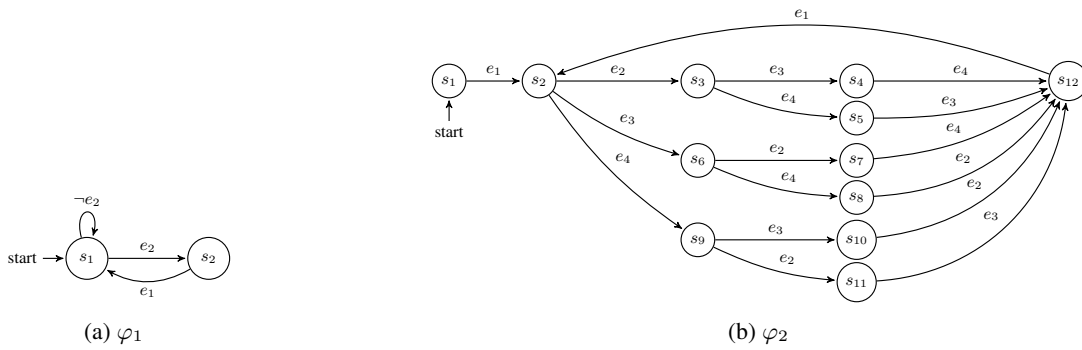 ¬e₂
start
s₁
e₂
s₂
e₁
(a) φ₁
e₁
s₁
e₁
s₂
e₂
s₃
e₃
s₄
e₄
s₁₂
start
e₄
s₅
e₃
e₃
s₆
e₂
s₇
e₄
e₄
s₈
e₂
e₄
s₉
e₃
s₁₀
e₂
e₂
s₁₁
e₃
(b) φ₂